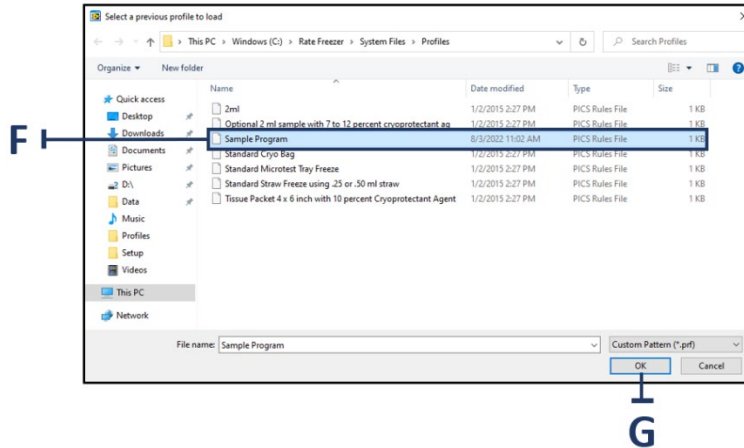 Select a previous profile to load
This PC > Windows (C:) > Rate Freezer > System Files > Profiles
Search Profiles
Organize
New folder
Name Date modified Type Size
Quick access
Desktop
Downloads
Documents
Pictures
D:\
Data
Music
Profiles
Setup
Videos
This PC
Network
2ml 1/2/2015 2:27 PM PICS Rules File 1 KB
Optional 2 ml sample with 7 to 12 percent cryoprotectant ag 1/2/2015 2:27 PM PICS Rules File 1 KB
Sample Program 8/3/2022 11:02 AM PICS Rules File 1 KB
Standard Cryo Bag 1/2/2015 2:27 PM PICS Rules File 1 KB
Standard Microtest Tray Freeze 1/2/2015 2:27 PM PICS Rules File 1 KB
Standard Straw Freeze using .25 or .50 ml straw 1/2/2015 2:27 PM PICS Rules File 1 KB
Tissue Packet 4 x 6 inch with 10 percent Cryoprotectant Agent 1/2/2015 2:27 PM PICS Rules File 1 KB
F
File name: Sample Program
Custom Pattern (*.prf)
OK Cancel
G